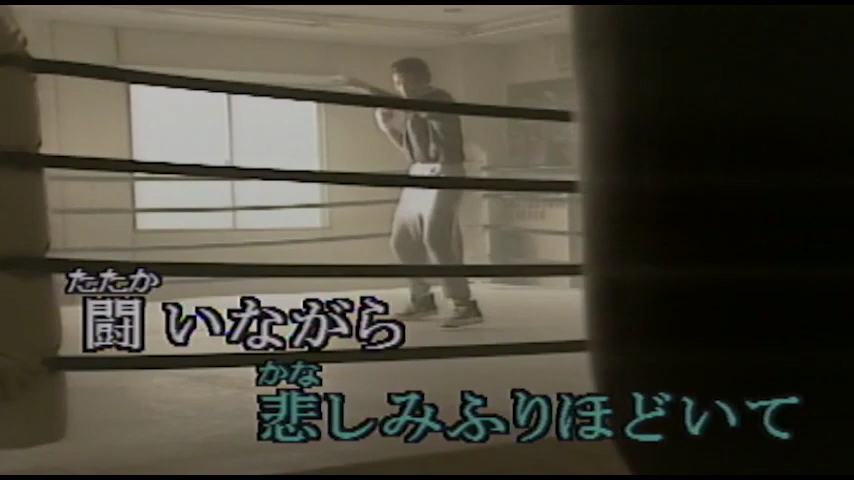 たたか
闘いながら
かな
悲しみふりほどいて